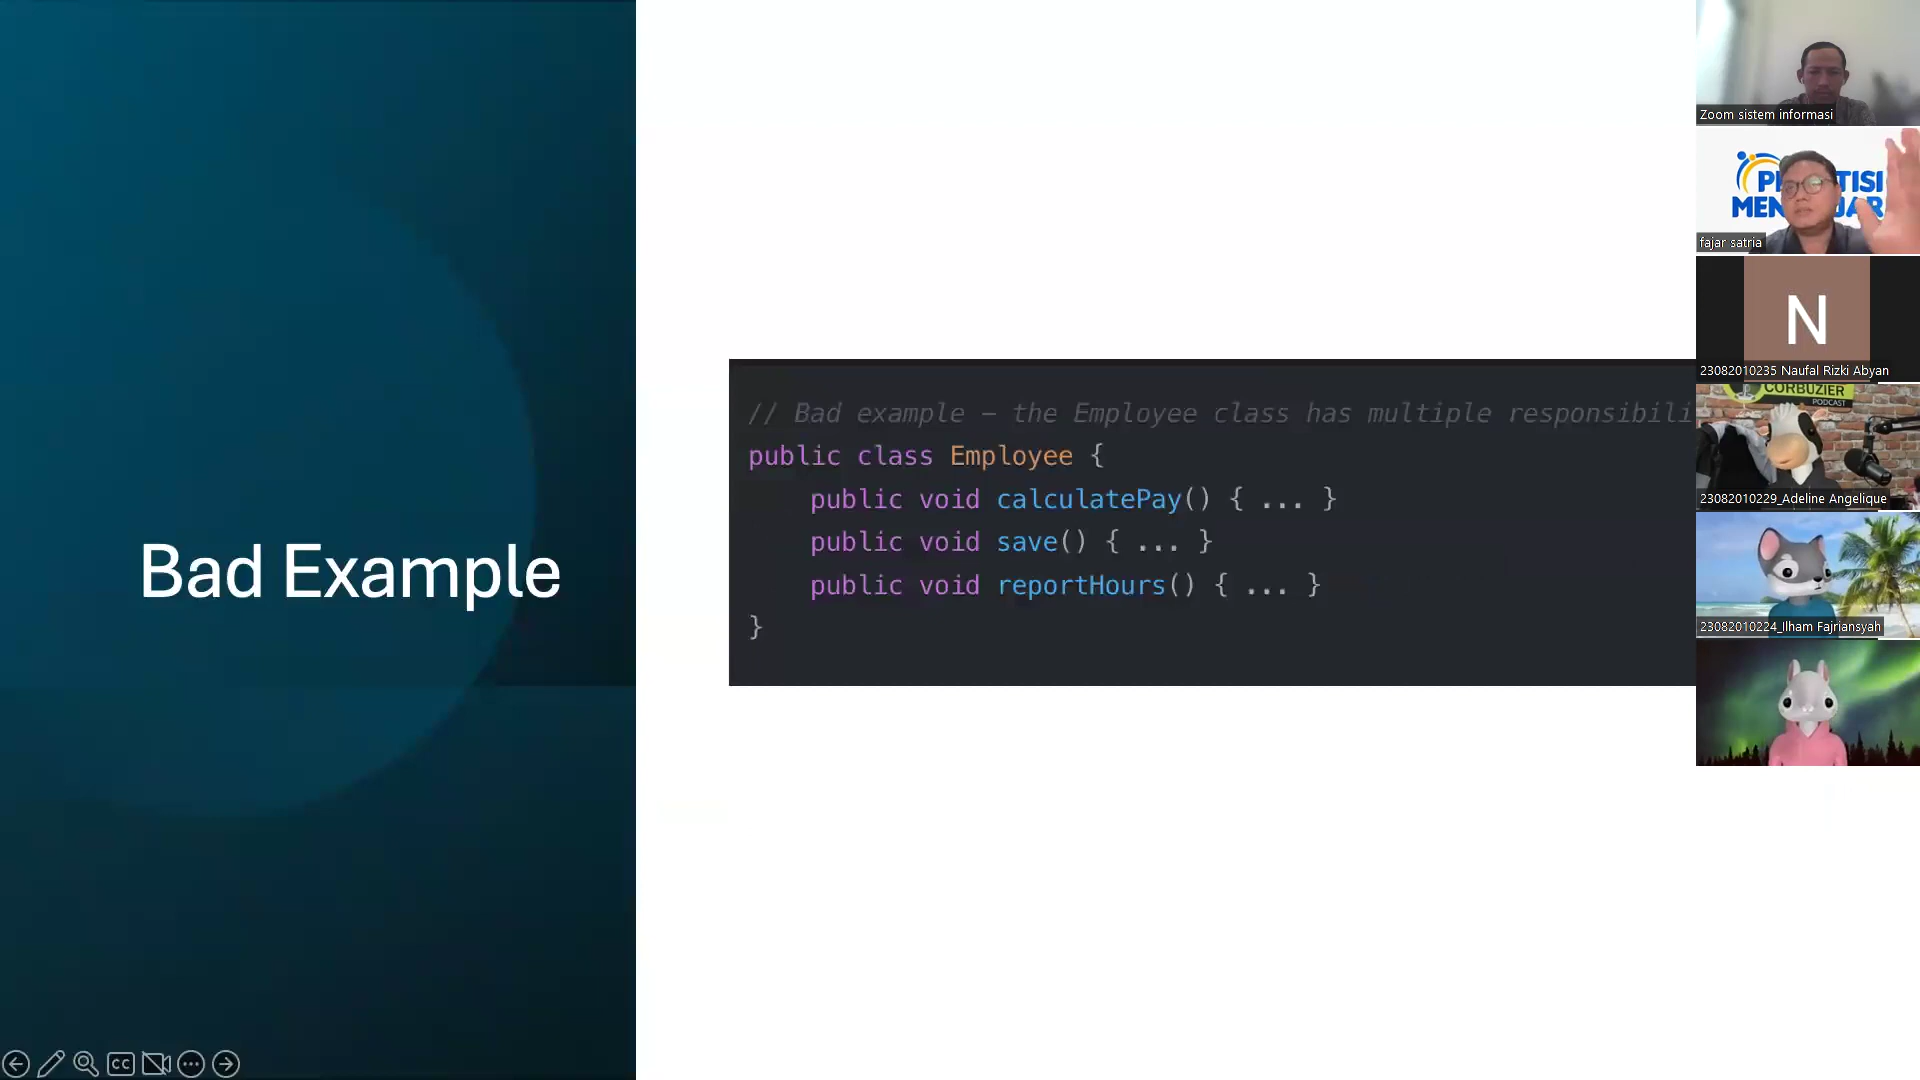 Bad Example
// Bad example – the Employee class has multiple responsibili
public class Employee {
public void calculatePay() { ... }
public void save() { ... }
public void reportHours() { ... }
}
CC
Zoom sistem informasi
fajar satria
N
23082010235 Naufal Rizki Abyan
CORBUZIER
PODCAST
23082010229_Adeline Angelique
23082010224_Ilham Fajriansyah